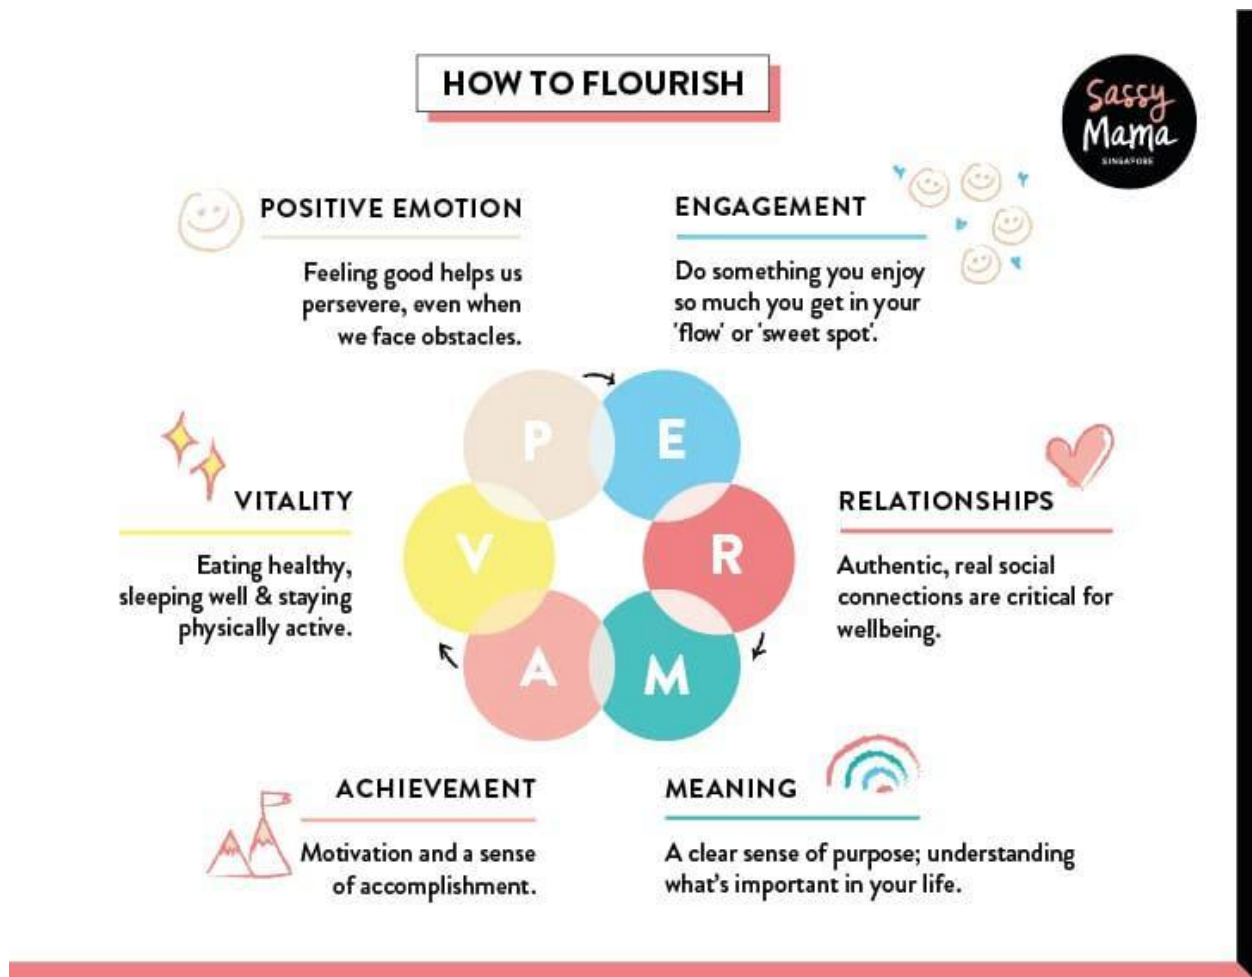 HOW TO FLOURISH
Sassy
Mama
SINGAPORE
POSITIVE EMOTION
Feeling good helps us
persevere, even when
we face obstacles.
ENGAGEMENT
Do something you enjoy
so much you get in your
'flow' or 'sweet spot'.
P
E
VITALITY
Eating healthy,
sleeping well & staying
physically active.
V
R
RELATIONSHIPS
Authentic, real social
connections are critical for
wellbeing.
A
M
ACHIEVEMENT
Motivation and a sense
of accomplishment.
MEANING
A clear sense of purpose; understanding
what's important in your life.